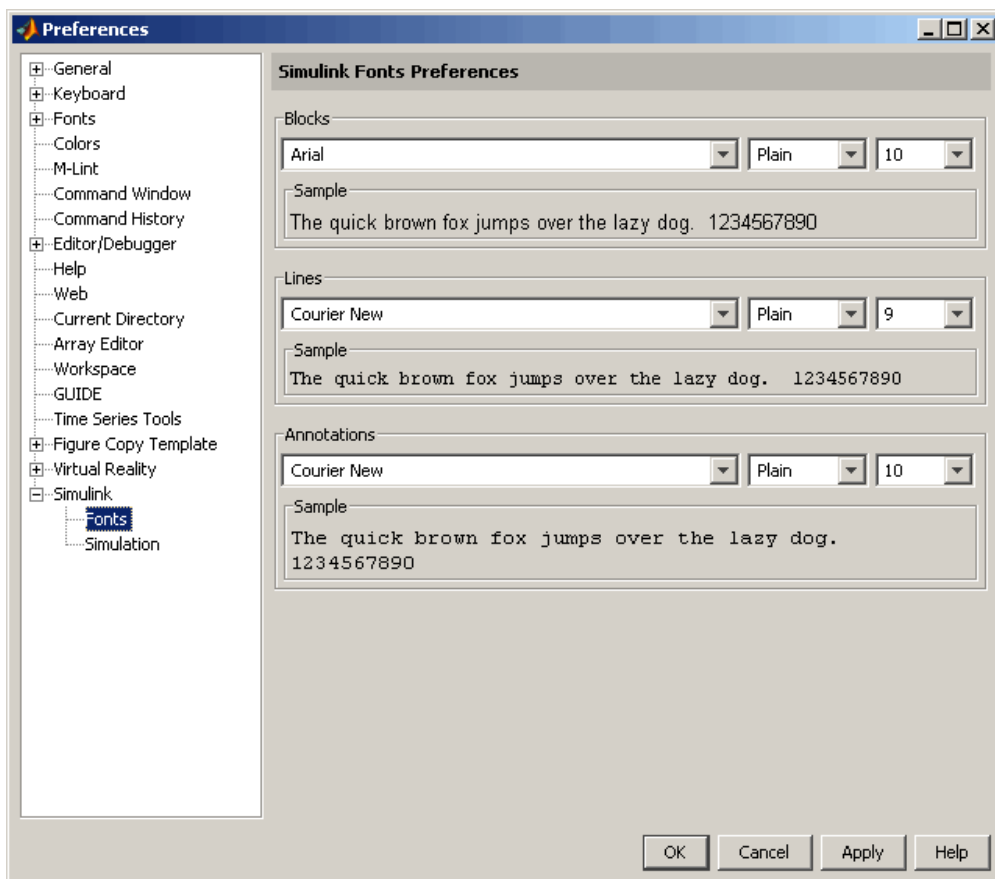 Preferences
General
Keyboard
Fonts
Colors
M-Lint
Command Window
Command History
Editor/Debugger
Help
Web
Current Directory
Array Editor
Workspace
GUIDE
Time Series Tools
Figure Copy Template
Virtual Reality
Simulink
Fonts
Simulation
Simulink Fonts Preferences
Blocks
Arial Plain 10
Sample
The quick brown fox jumps over the lazy dog. 1234567890
Lines
Courier New Plain 9
Sample
The quick brown fox jumps over the lazy dog. 1234567890
Annotations
Courier New Plain 10
Sample
The quick brown fox jumps over the lazy dog.
1234567890
OK Cancel Apply Help